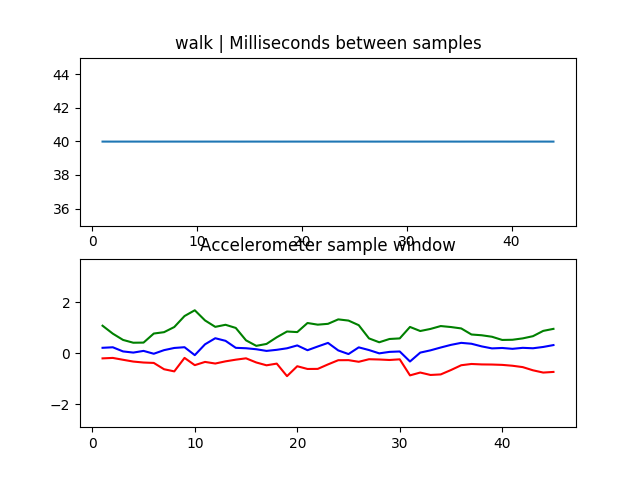 walk | Milliseconds between samples
44
42
40
38
36
0 10 20 30 40
Accelerometer sample window
2
0
−2
0 10 20 30 40